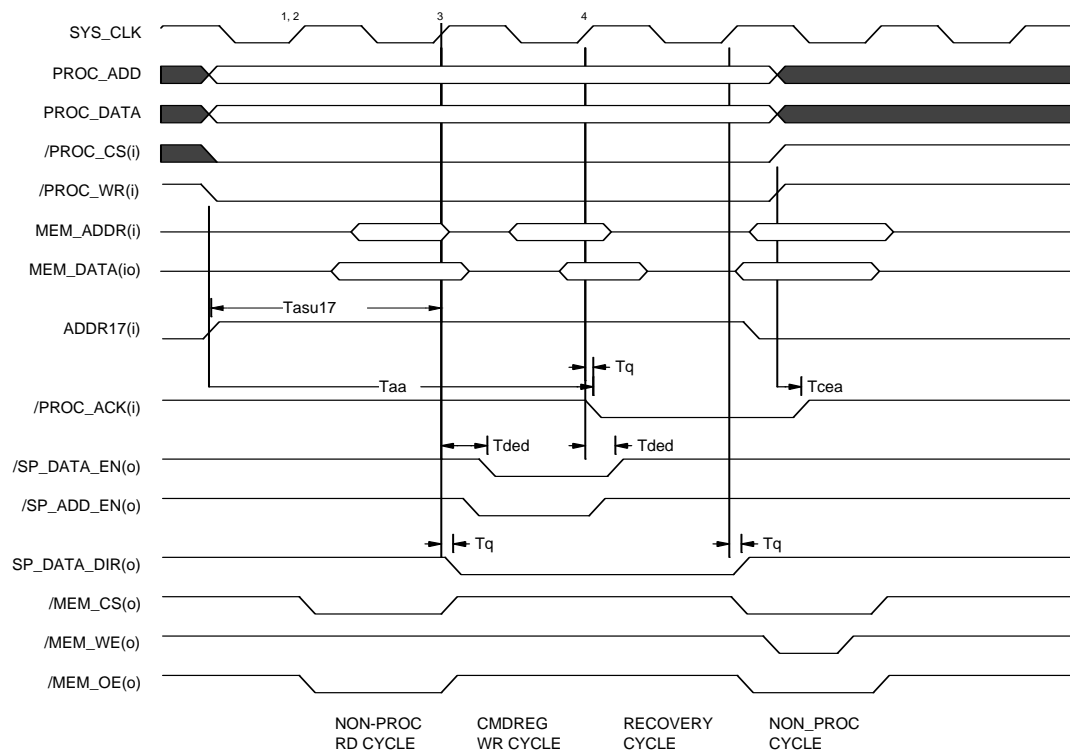 1, 2
3
4
SYS_CLK
PROC_ADD
PROC_DATA
/PROC_CS(i)
/PROC_WR(i)
MEM_ADDR(i)
MEM_DATA(io)
Tasu17
ADDR17(i)
Tq
Taa
Tcea
/PROC_ACK(i)
Tded
Tded
/SP_DATA_EN(o)
/SP_ADD_EN(o)
Tq
Tq
SP_DATA_DIR(o)
/MEM_CS(o)
/MEM_WE(o)
/MEM_OE(o)
NON-PROC
RD CYCLE
CMDREG
WR CYCLE
RECOVERY
CYCLE
NON_PROC
CYCLE